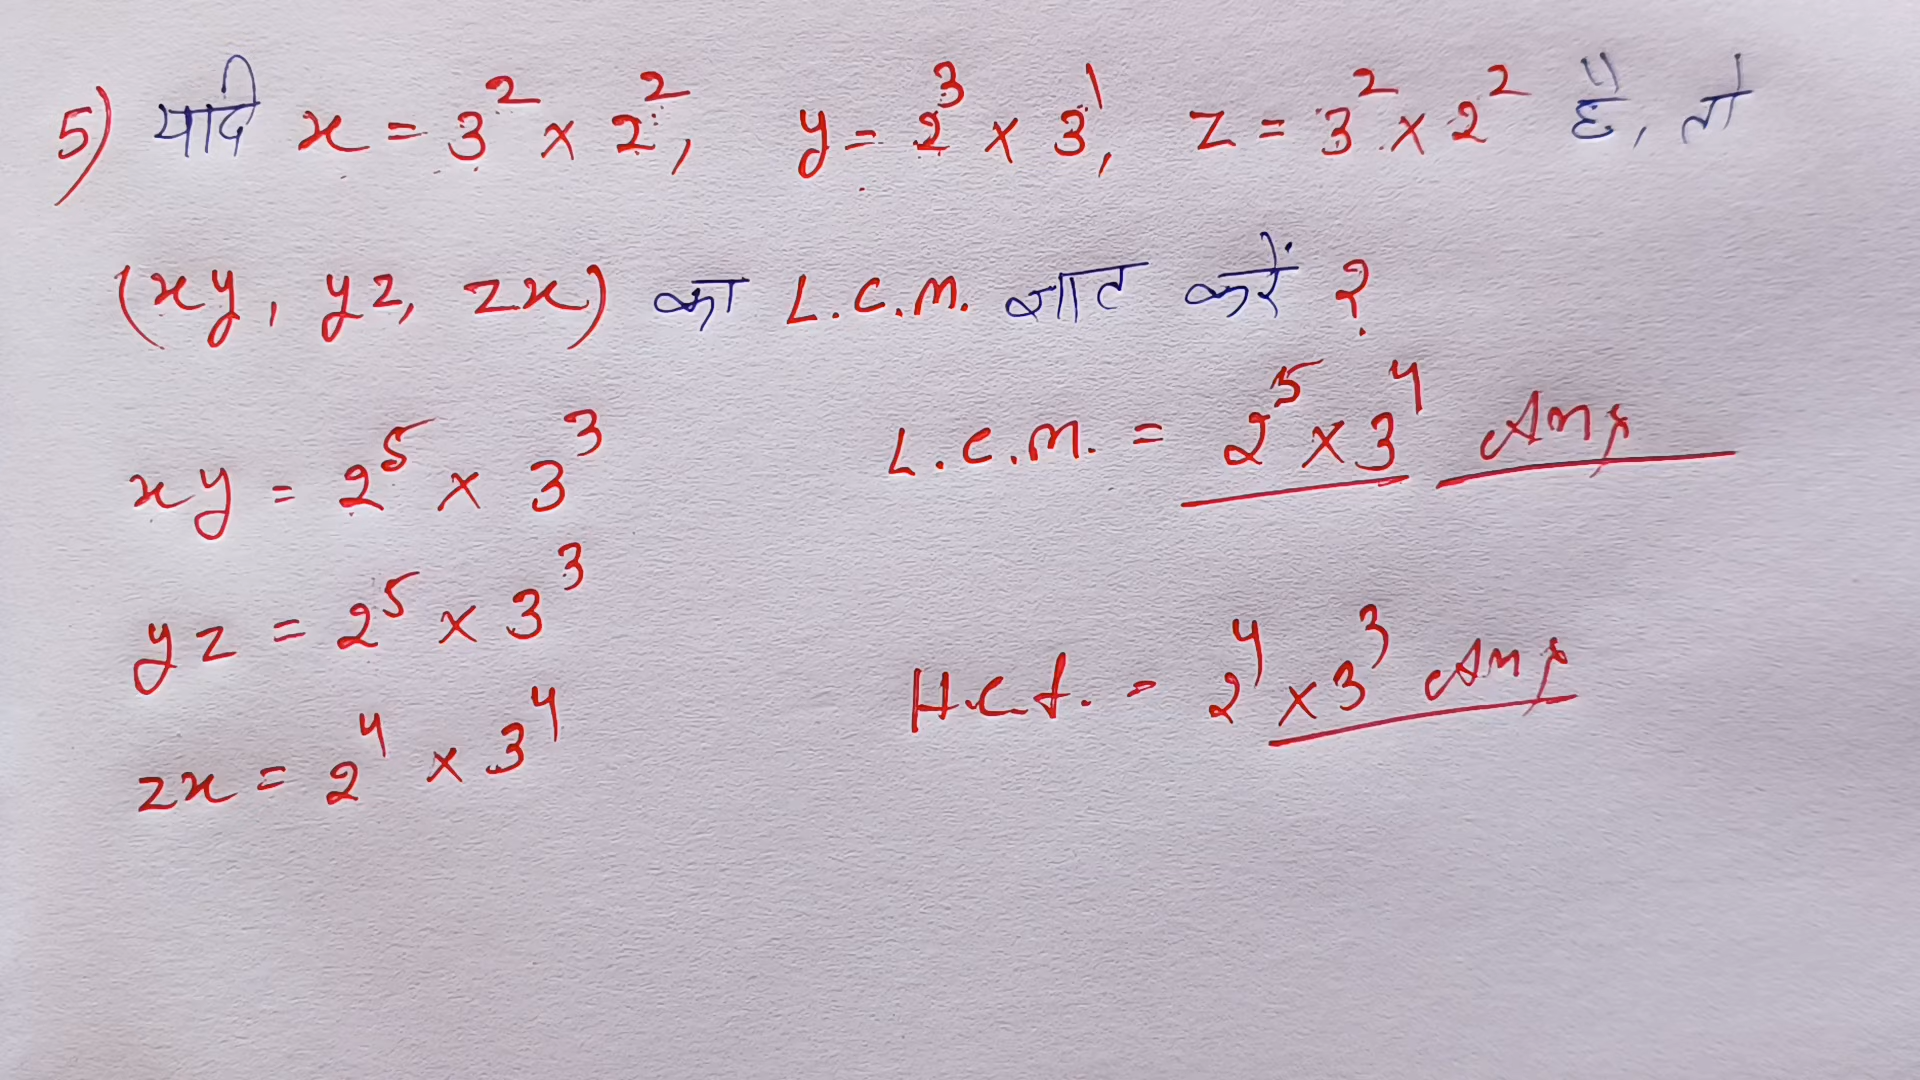 5) यदि x = 3² × 2², y = 2³ × 3¹, z = 3² × 2² है, तो
(xy, yz, zx) का L.C.M. ज्ञात करें ?
xy = 2⁵ × 3³
L.C.M. = 2⁵ × 3⁴ Ans
yz = 2⁵ × 3³
H.C.f. = 2⁴ × 3³ Ans
zx = 2⁴ × 3⁴